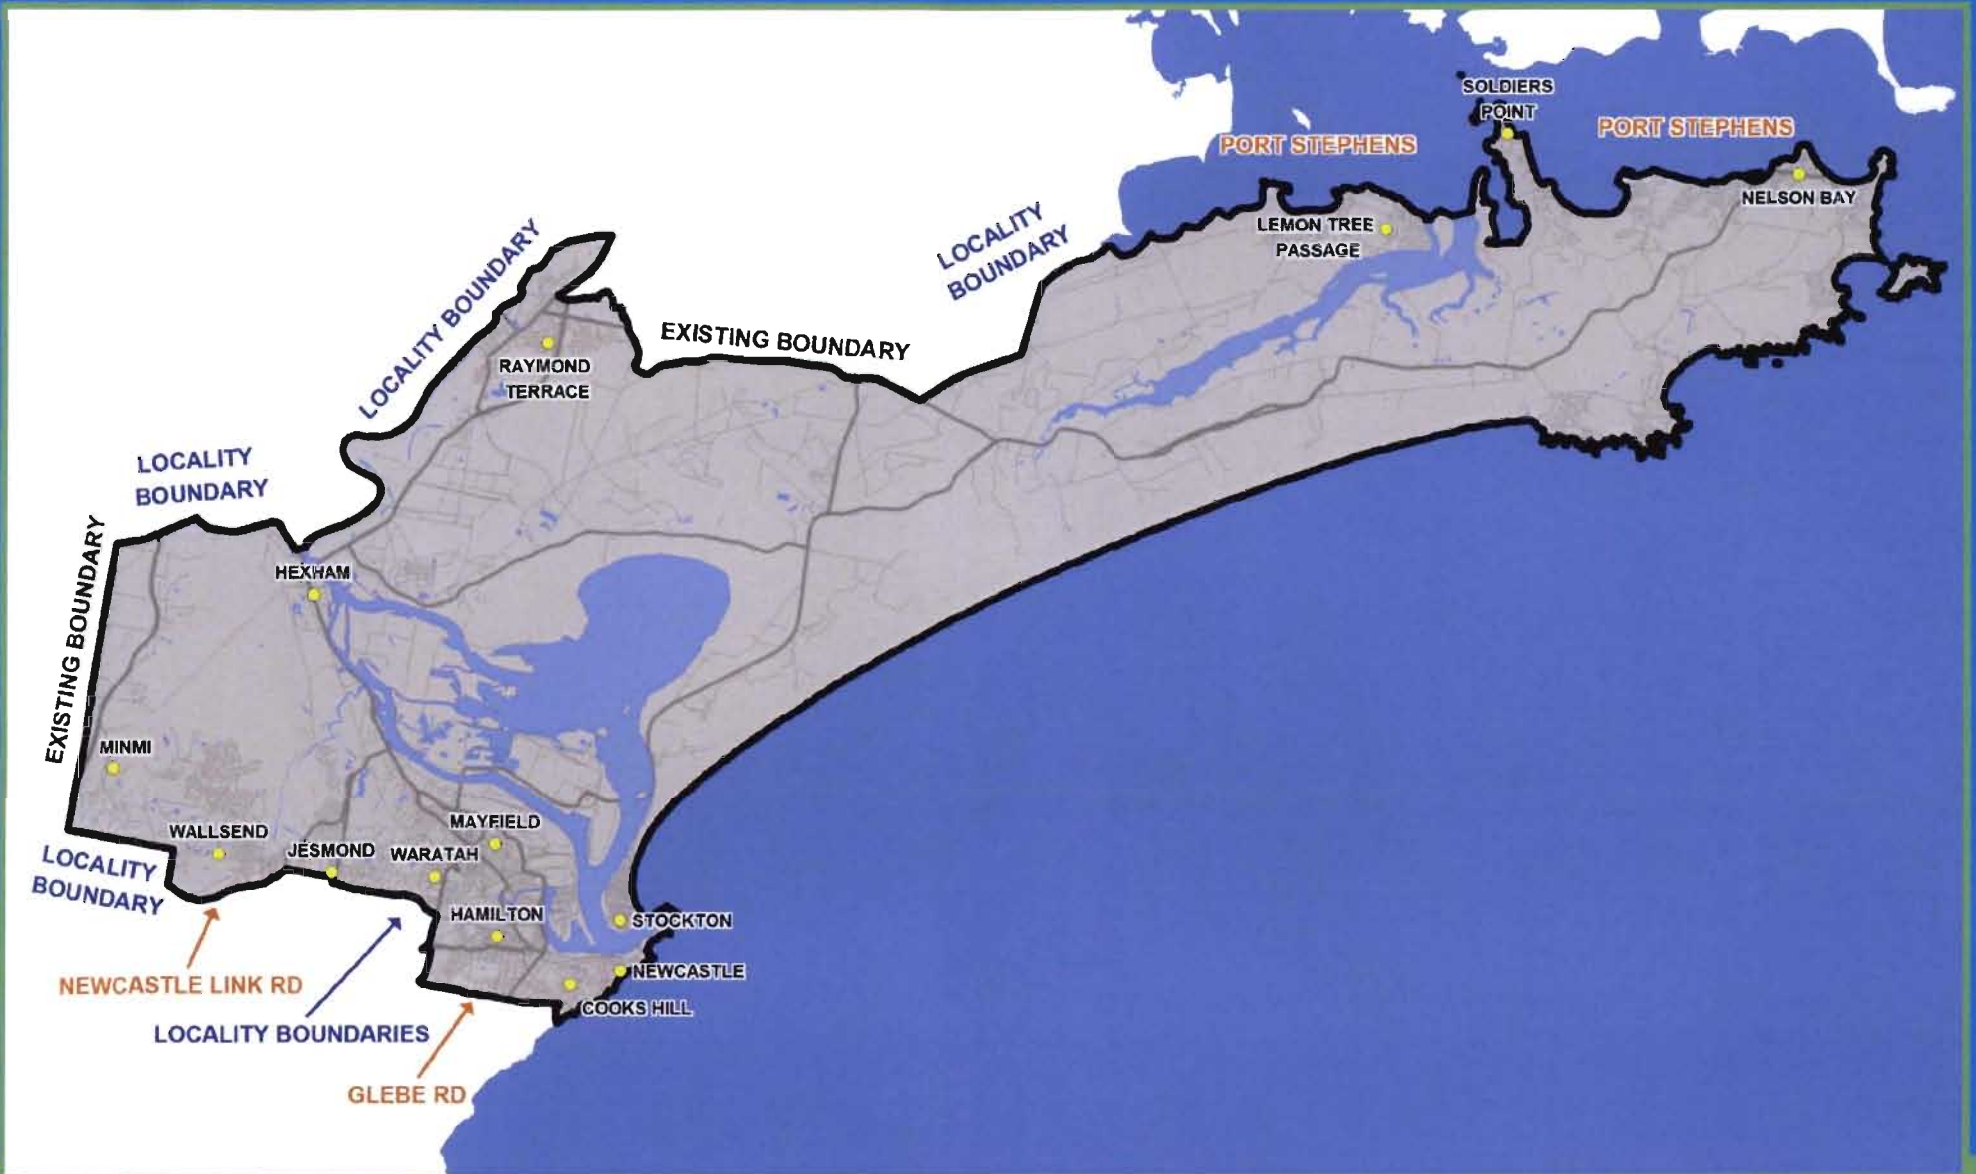 SOLDIERS
POINT
PORT STEPHENS
PORT STEPHENS
NELSON BAY
LEMON TREE
PASSAGE
LOCALITY
BOUNDARY
LOCALITY BOUNDARY
EXISTING BOUNDARY
RAYMOND
TERRACE
LOCALITY
BOUNDARY
EXISTING BOUNDARY
HEXHAM
MINMI
WALLSEND
JESMOND
WARATAH
MAYFIELD
LOCALITY
BOUNDARY
HAMILTON
STOCKTON
NEWCASTLE
COOKS HILL
NEWCASTLE LINK RD
LOCALITY BOUNDARIES
GLEBE RD